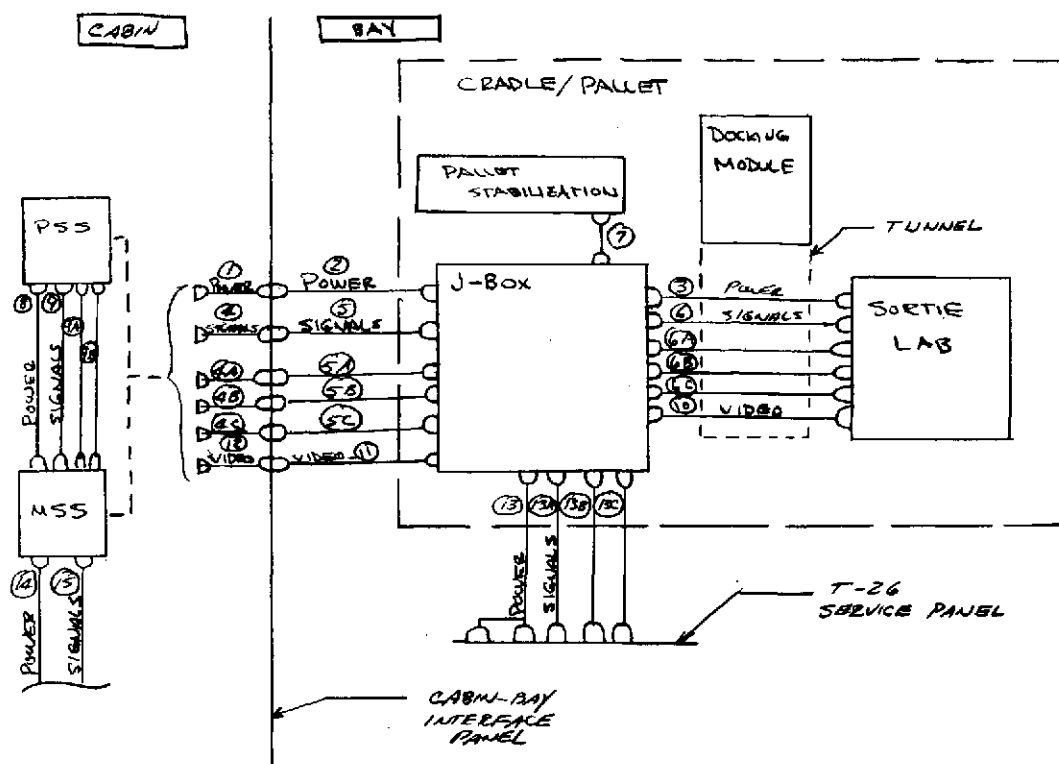 CABIN
BAY
CRADLE/PALLET
DOCKING
MODULE
PALLET
STABILIZATION
7
TUNNEL
PSS
8
9
9A
9B
POWER
SIGNALS
MSS
14
15
POWER
SIGNALS
1
POWER
2
POWER
4
SIGNALS
5
SIGNALS
4A
5A
4B
5B
4C
5C
12
VIDEO
VIDEO 11
J-BOX
3
POWER
6
SIGNALS
6A
6B
6C
10
VIDEO
SORTIE
LAB
13
13A
13B
13C
POWER
SIGNALS
T-26
SERVICE PANEL
CABIN-BAY
INTERFACE
PANEL